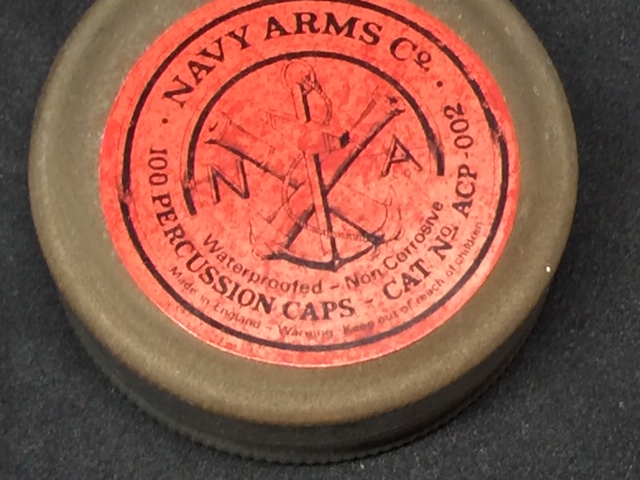 NAVY ARMS Cº.
N A
Waterproofed - Non.Corrosive
100 PERCUSSION CAPS - CAT Nº ACP-002
Made in England - Warning Keep out of reach of children